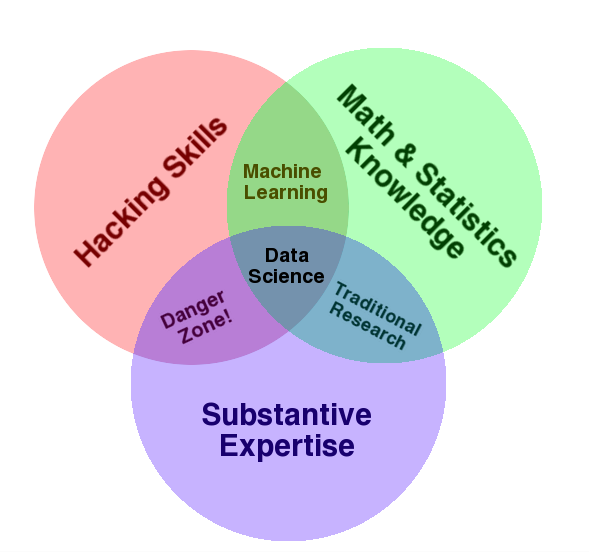 Hacking Skills
Math & Statistics
Knowledge
Machine
Learning
Data
Science
Danger
Zone!
Traditional
Research
Substantive
Expertise